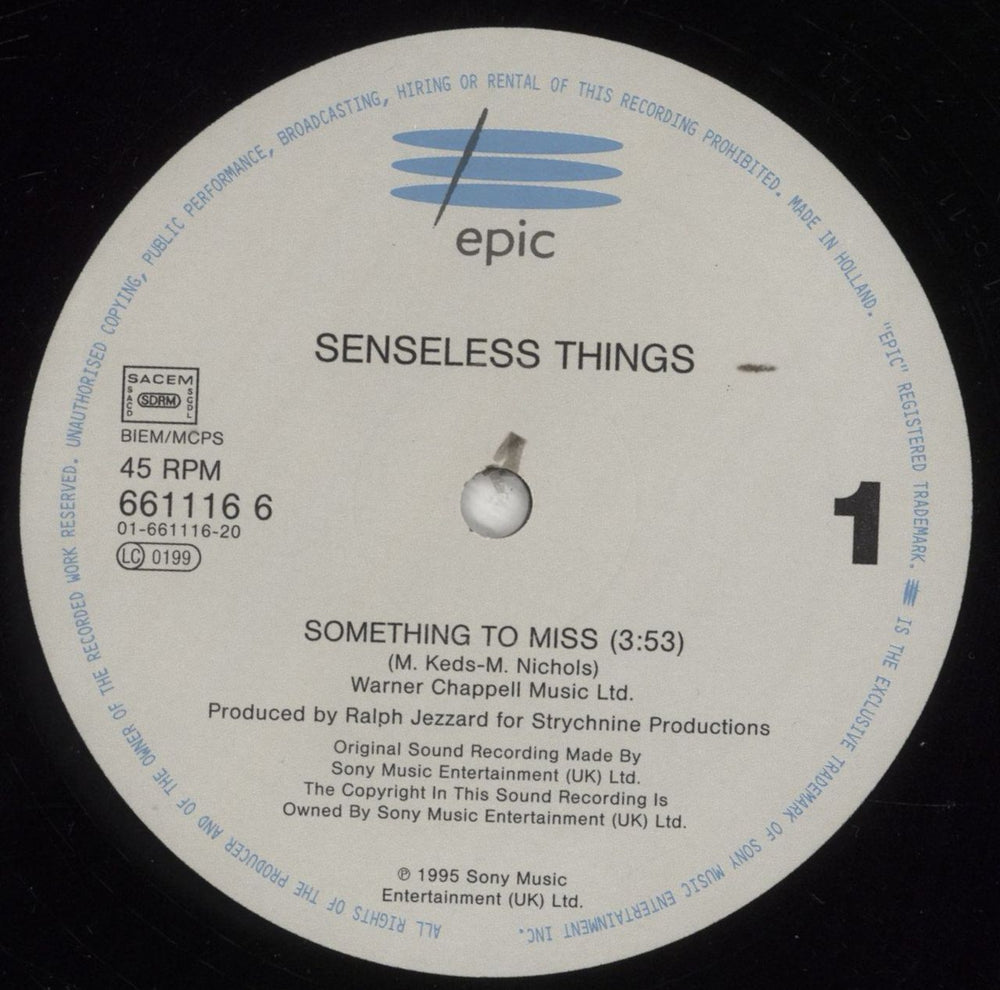 ALL RIGHTS OF THE PRODUCER AND OF THE OWNER OF THE RECORDED WORK RESERVED. UNAUTHORISED COPYING, PUBLIC PERFORMANCE, BROADCASTING, HIRING OR RENTAL OF THIS RECORDING PROHIBITED. MADE IN HOLLAND. "EPIC" REGISTERED TRADEMARK. IS THE EXCLUSIVE TRADEMARK OF SONY MUSIC ENTERTAINMENT INC.
epic
SENSELESS THINGS
SACEM
SACD SDRM SGDL
BIEM/MCPS
45 RPM
661116 6
01-661116-20
LC 0199
1
SOMETHING TO MISS (3:53)
(M. Keds-M. Nichols)
Warner Chappell Music Ltd.
Produced by Ralph Jezzard for Strychnine Productions
Original Sound Recording Made By
Sony Music Entertainment (UK) Ltd.
The Copyright In This Sound Recording Is
Owned By Sony Music Entertainment (UK) Ltd.
℗ 1995 Sony Music
Entertainment (UK) Ltd.